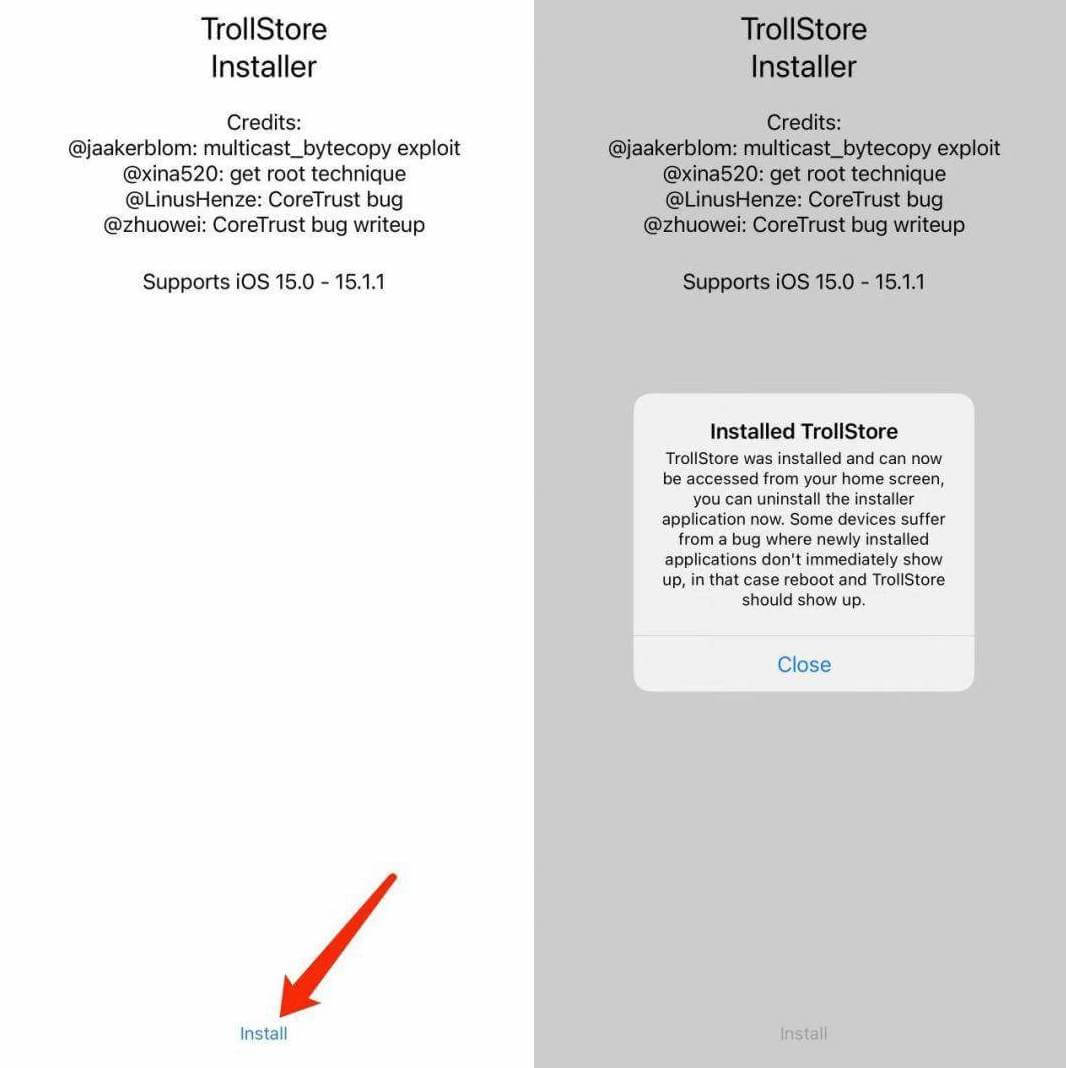 TrollStore
Installer
Credits:
@jaakerblom: multicast_bytecopy exploit
@xina520: get root technique
@LinusHenze: CoreTrust bug
@zhuowei: CoreTrust bug writeup
Supports iOS 15.0 - 15.1.1
Install
TrollStore
Installer
Credits:
@jaakerblom: multicast_bytecopy exploit
@xina520: get root technique
@LinusHenze: CoreTrust bug
@zhuowei: CoreTrust bug writeup
Supports iOS 15.0 - 15.1.1
Installed TrollStore
TrollStore was installed and can now
be accessed from your home screen,
you can uninstall the installer
application now. Some devices suffer
from a bug where newly installed
applications don't immediately show
up, in that case reboot and TrollStore
should show up.
Close
Install